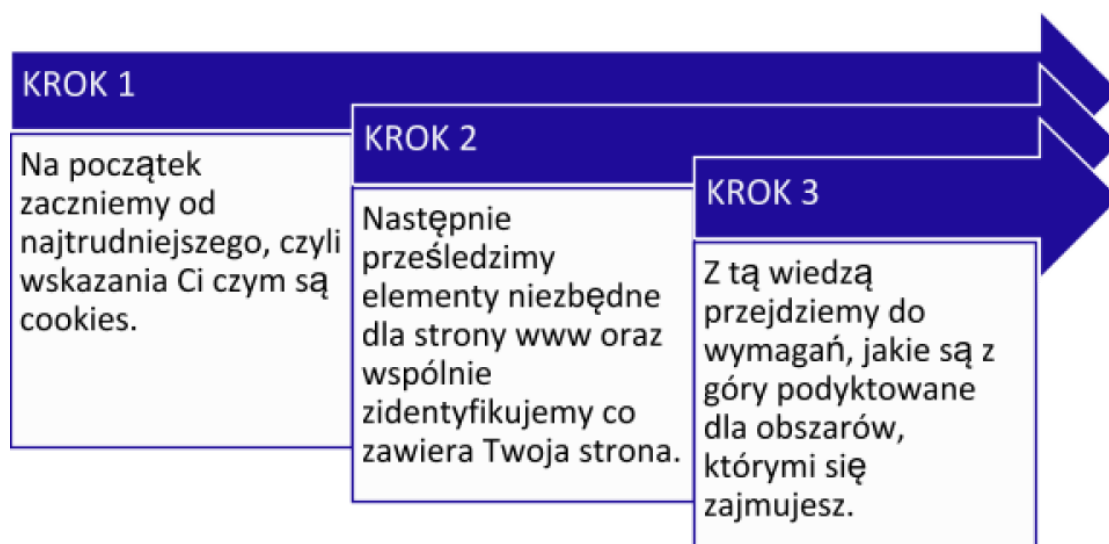 KROK 1
Na początek
zaczniemy od
najtrudniejszego, czyli
wskazania Ci czym są
cookies.
KROK 2
Następnie
prześledzimy
elementy niezbędne
dla strony www oraz
wspólnie
zidentyfikujemy co
zawiera Twoja strona.
KROK 3
Z tą wiedzą
przejdziemy do
wymagań, jakie są z
góry podyktowane
dla obszarów,
którymi się
zajmujesz.